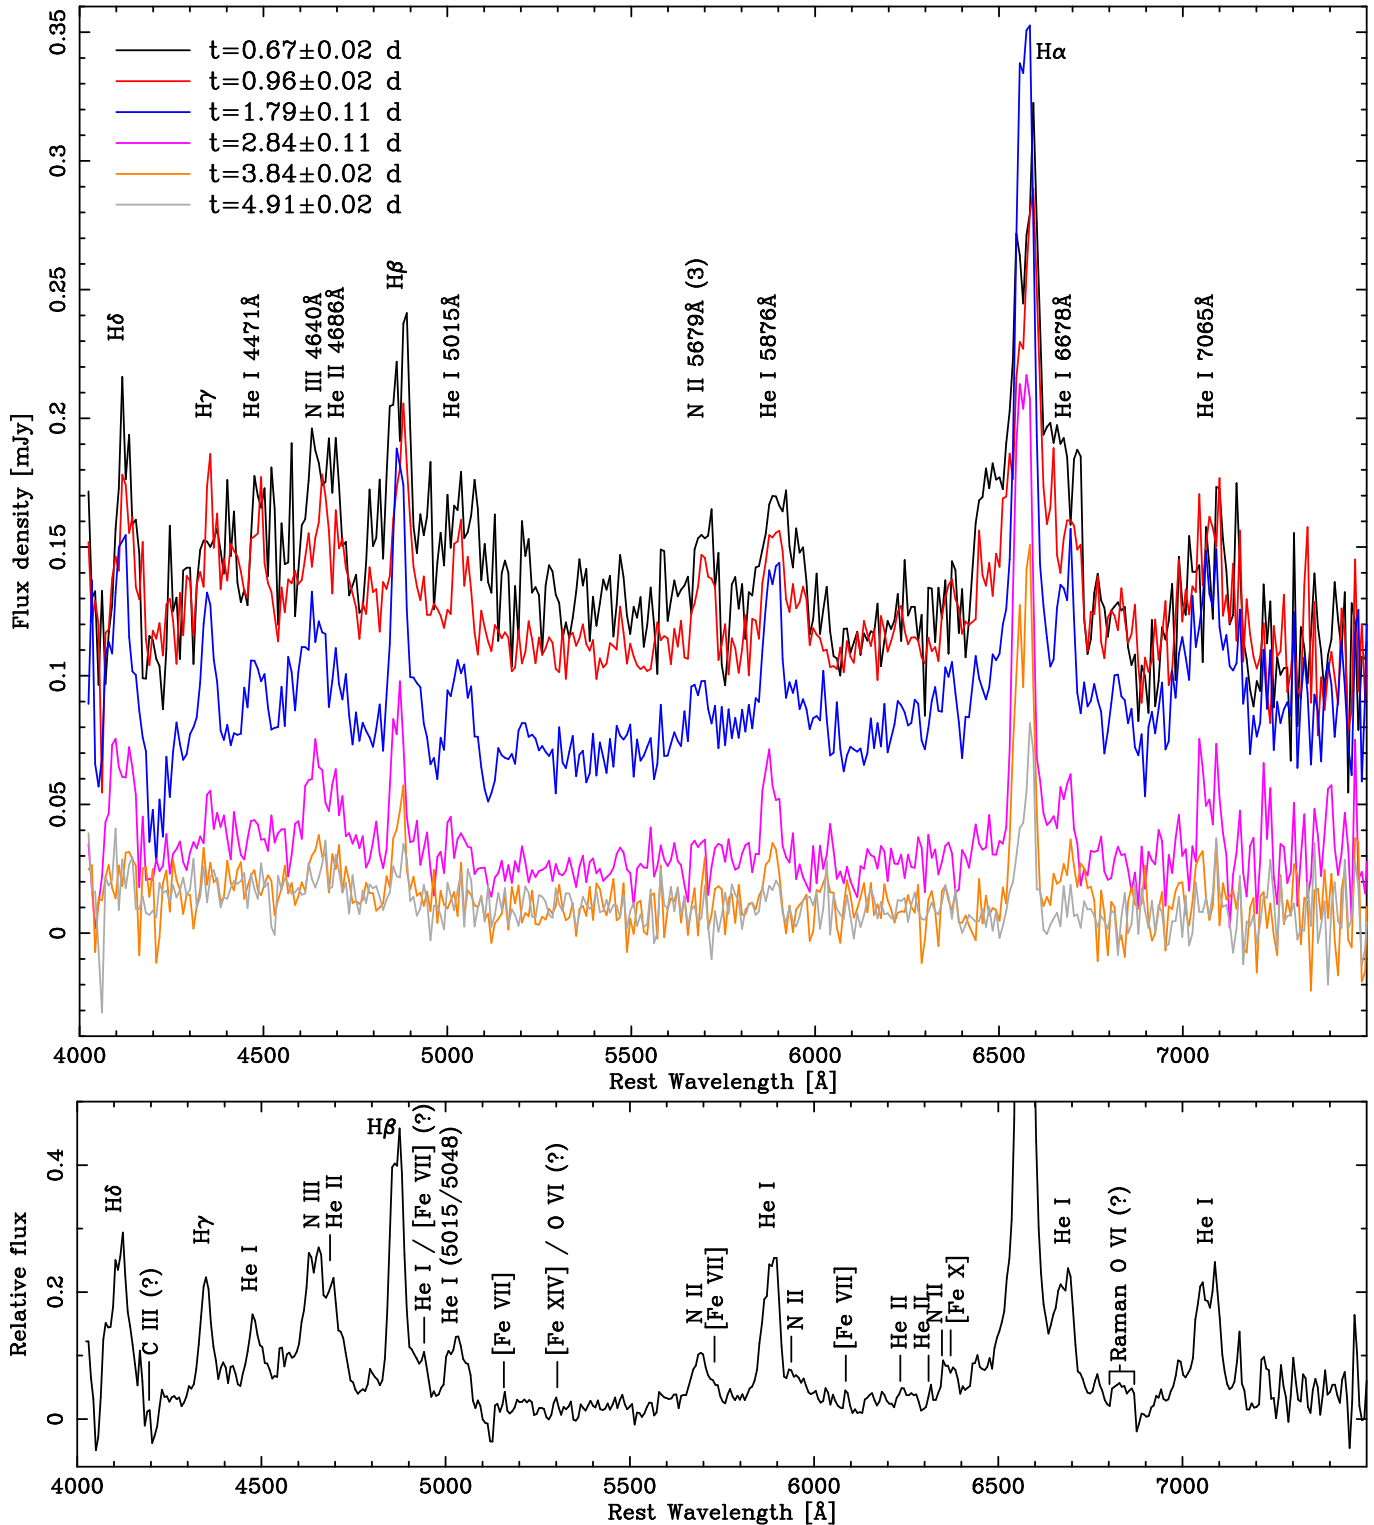 t=0.67±0.02 d
t=0.96±0.02 d
t=1.79±0.11 d
t=2.84±0.11 d
t=3.84±0.02 d
t=4.91±0.02 d
Hδ
Hγ
He I 4471Å
N III 4640Å
He II 4686Å
Hβ
He I 5015Å
N II 5679Å (3)
He I 5876Å
Hα
He I 6678Å
He I 7065Å
Flux density [mJy]
0.35
0.3
0.25
0.2
0.15
0.1
0.05
0
4000 4500 5000 5500 6000 6500 7000
Rest Wavelength [Å]
Hδ
C III (?)
Hγ
He I
N III
He II
Hβ
He I / [Fe VII] (?)
He I (5015/5048)
[Fe VII]
[Fe XIV] / O VI (?)
N II
[Fe VII]
He I
N II
[Fe VII]
He II
He II
N II
[Fe X]
He I
Raman O VI (?)
He I
Relative flux
0.4
0.2
0
4000 4500 5000 5500 6000 6500 7000
Rest Wavelength [Å]